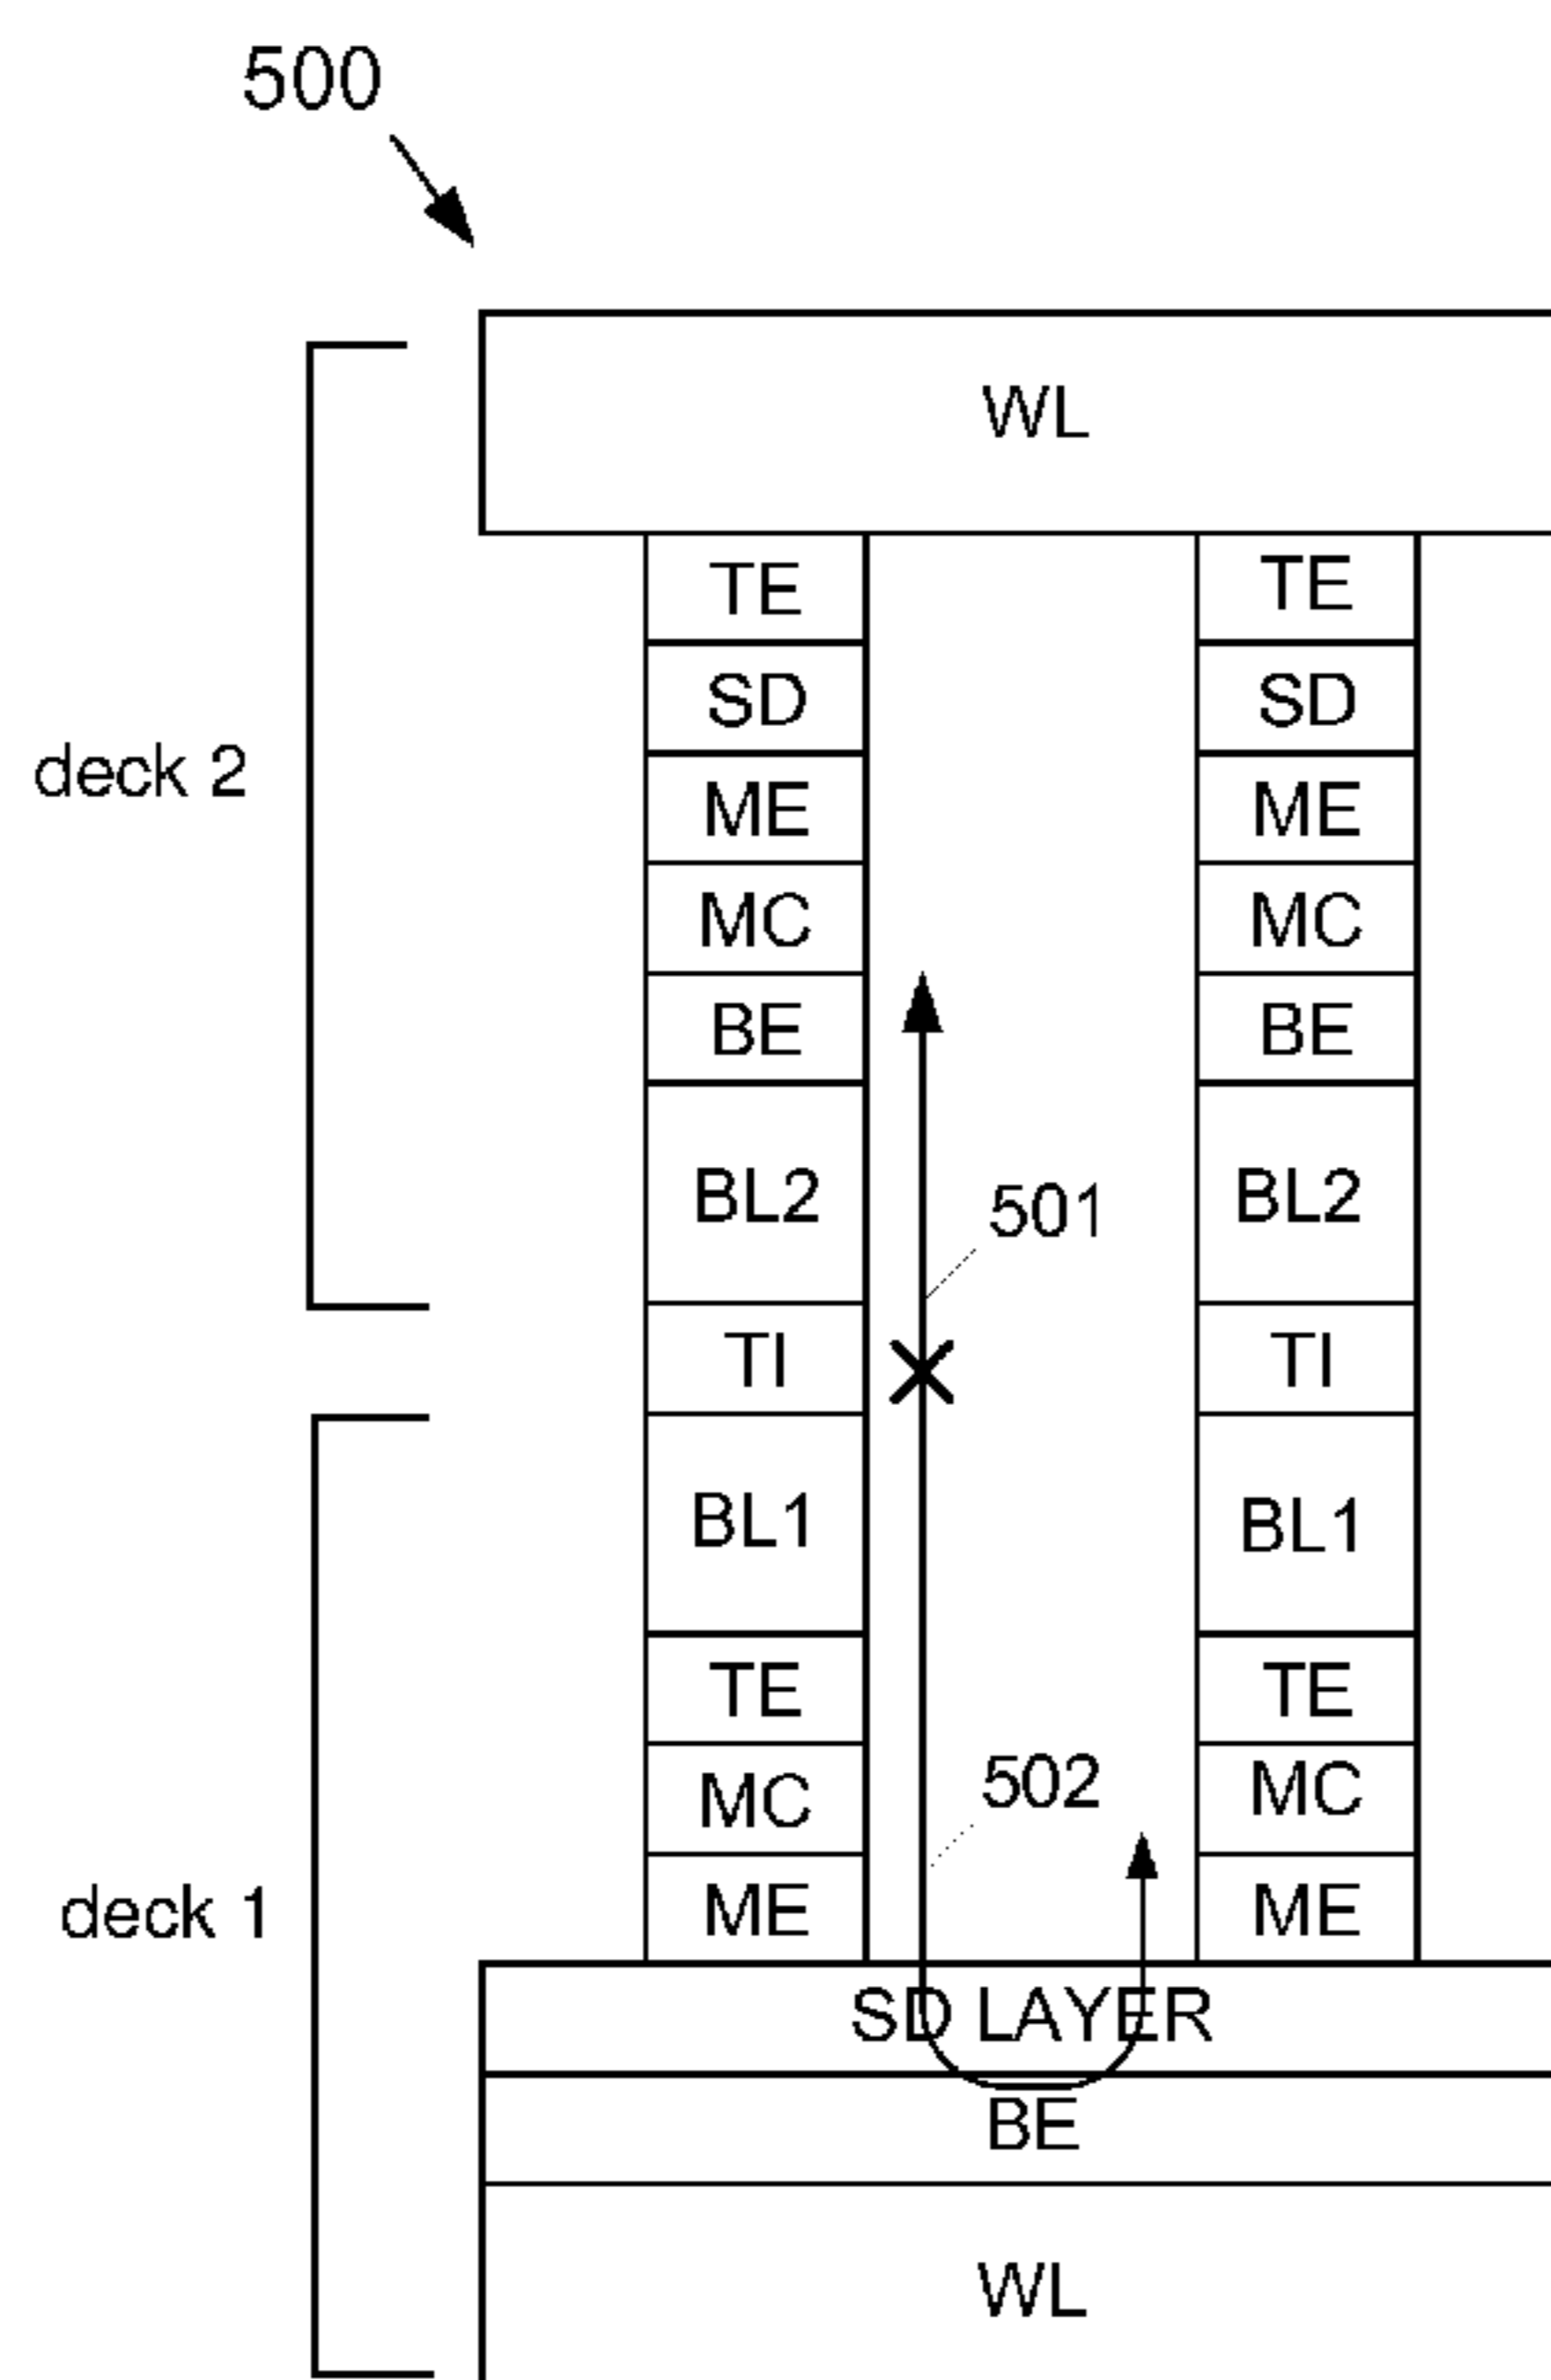 500
WL
TE TE
SD SD
deck 2
ME ME
MC MC
BE BE
BL2 BL2
501
TI TI
BL1 BL1
TE TE
502
MC MC
deck 1
ME ME
SD LAYER
BE
WL